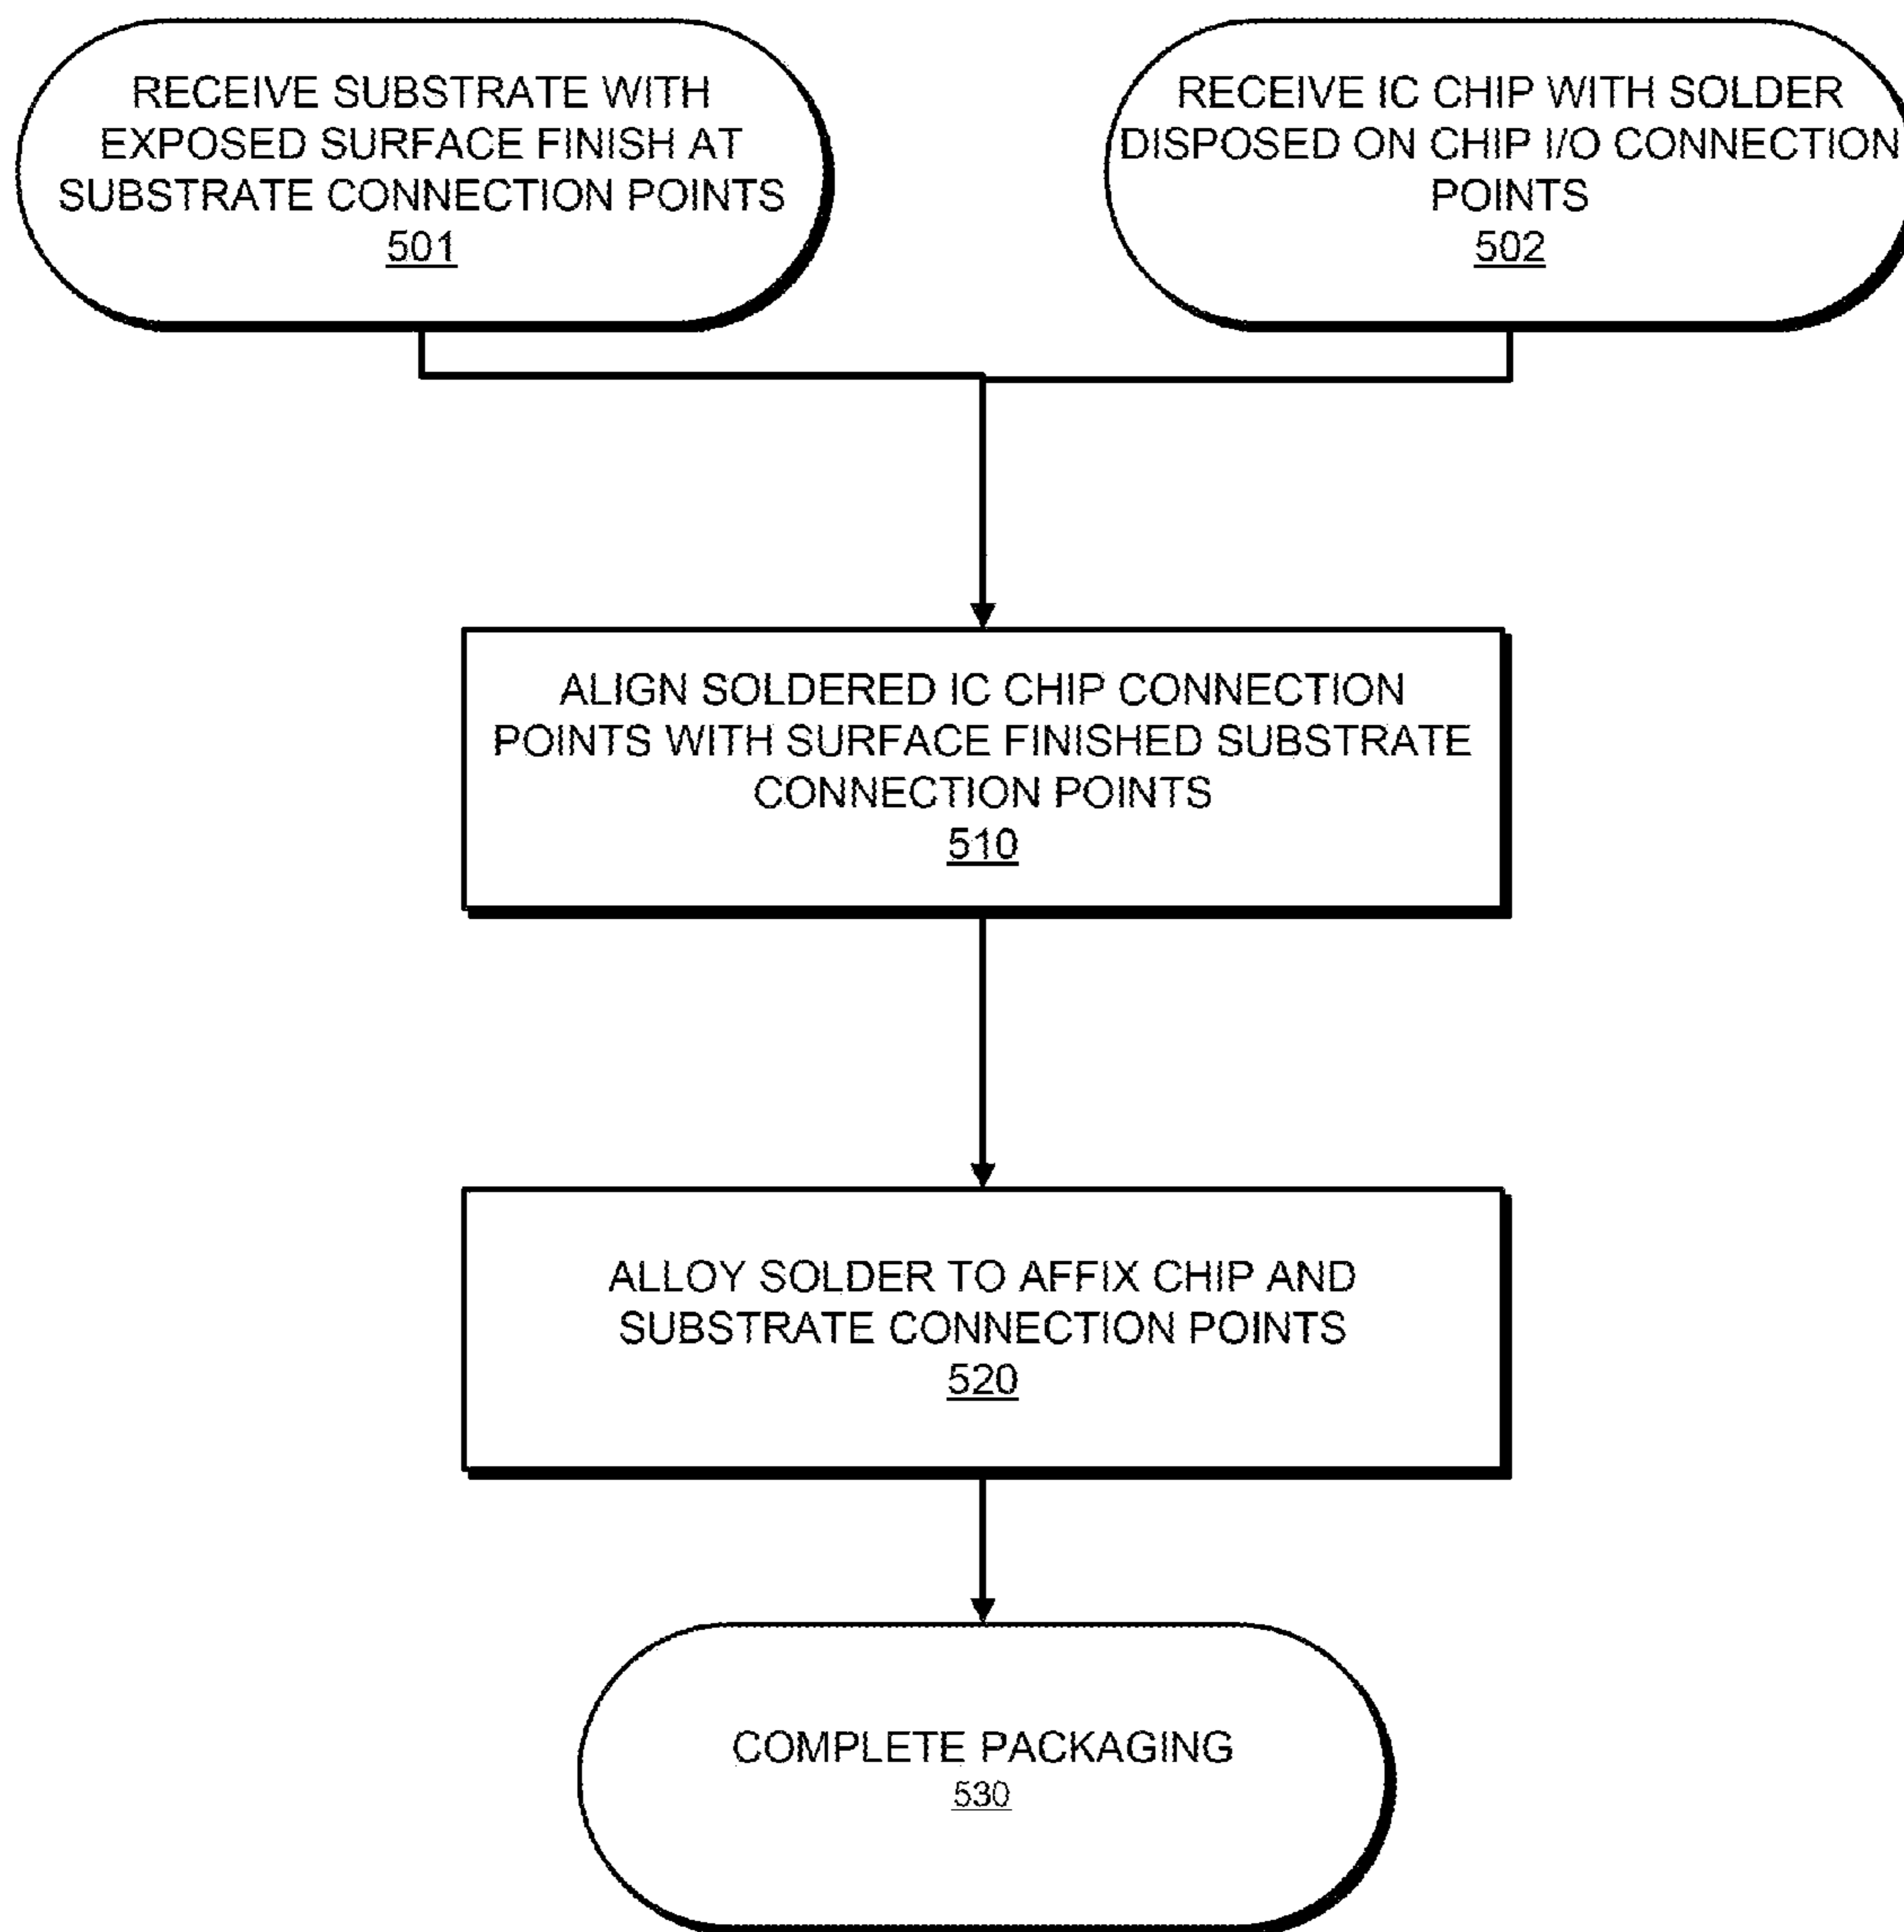 RECEIVE SUBSTRATE WITH
EXPOSED SURFACE FINISH AT
SUBSTRATE CONNECTION POINTS
501
RECEIVE IC CHIP WITH SOLDER
DISPOSED ON CHIP I/O CONNECTION
POINTS
502
ALIGN SOLDERED IC CHIP CONNECTION
POINTS WITH SURFACE FINISHED SUBSTRATE
CONNECTION POINTS
510
ALLOY SOLDER TO AFFIX CHIP AND
SUBSTRATE CONNECTION POINTS
520
COMPLETE PACKAGING
530